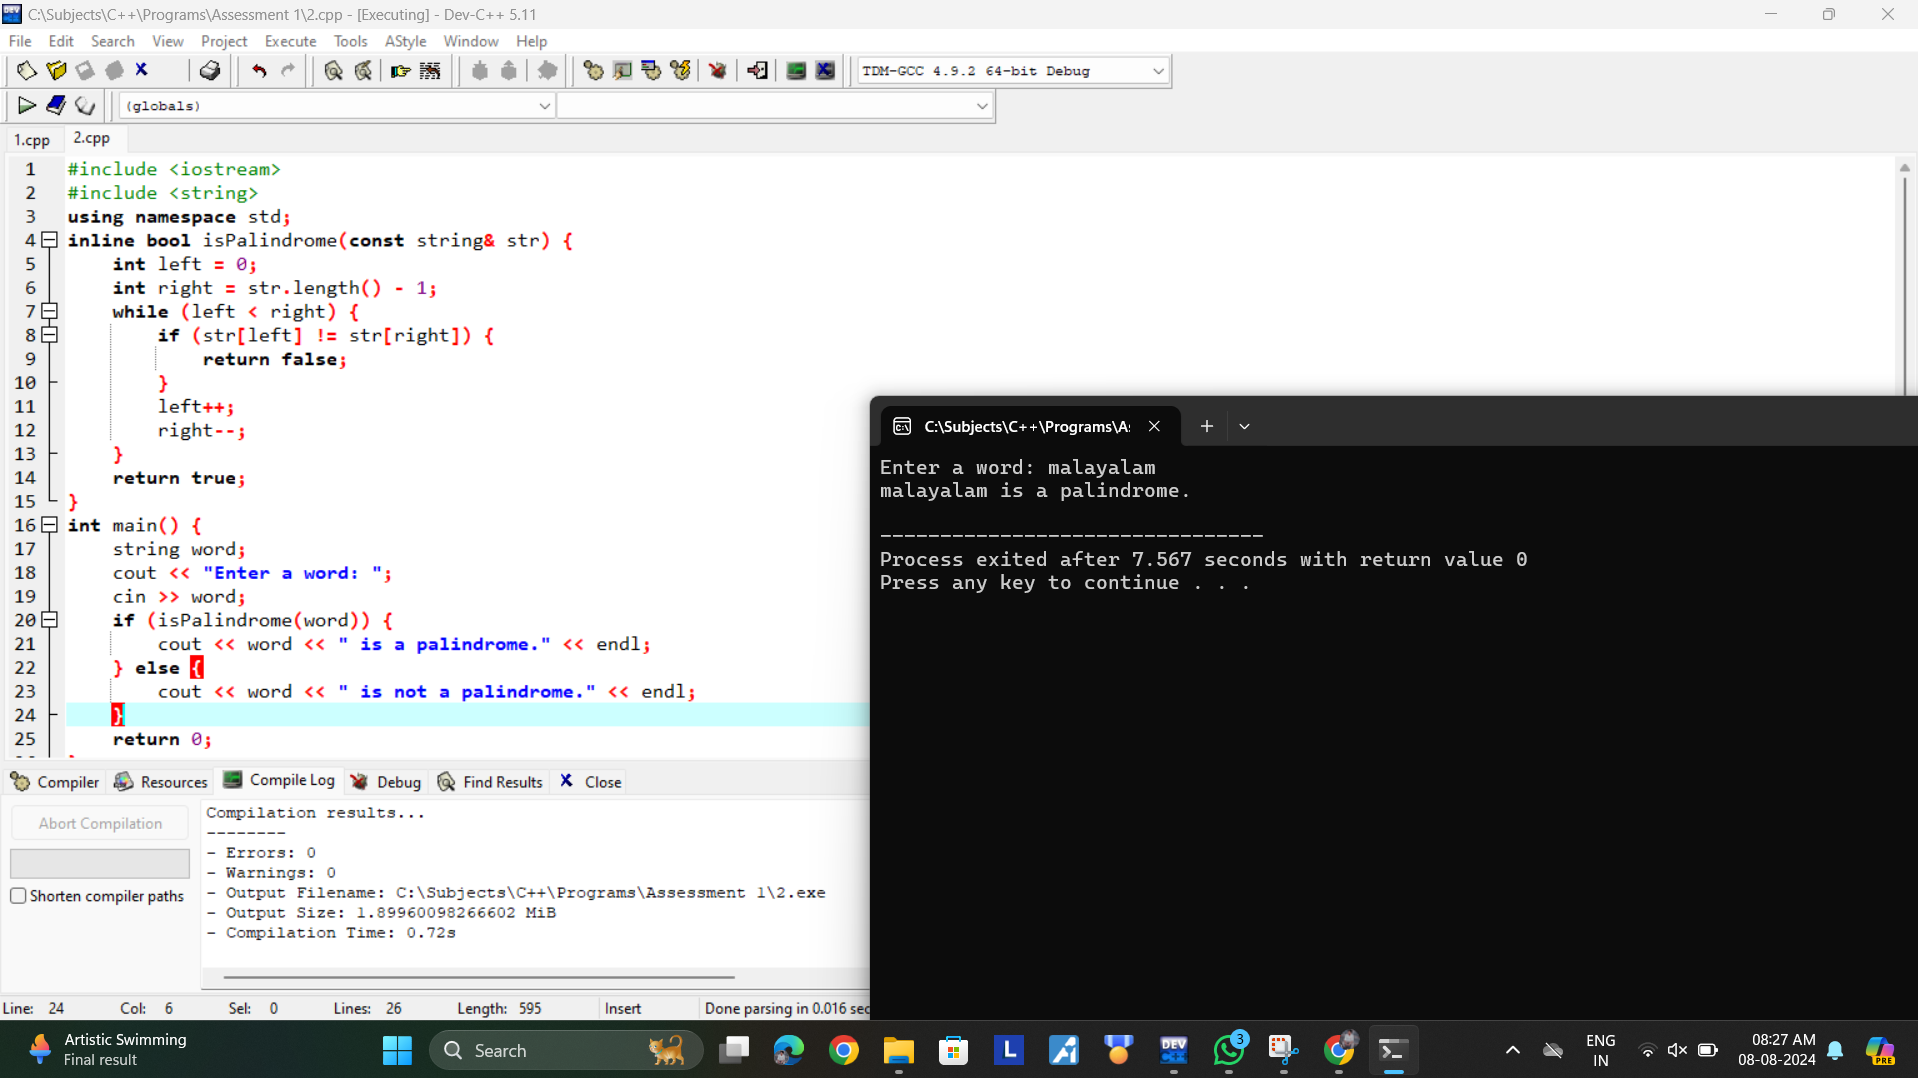 C:\Subjects\C++\Programs\Assessment 1\2.cpp - [Executing] - Dev-C++ 5.11
File Edit Search View Project Execute Tools AStyle Window Help
TDM-GCC 4.9.2 64-bit Debug
(globals)
1.cpp 2.cpp
1 #include <iostream>
2 #include <string>
3 using namespace std;
4 inline bool isPalindrome(const string& str) {
5 int left = 0;
6 int right = str.length() - 1;
7 while (left < right) {
8 if (str[left] != str[right]) {
9 return false;
10 }
11 left++;
12 right--;
13 }
14 return true;
15 }
16 int main() {
17 string word;
18 cout << "Enter a word: ";
19 cin >> word;
20 if (isPalindrome(word)) {
21 cout << word << " is a palindrome." << endl;
22 } else {
23 cout << word << " is not a palindrome." << endl;
24 }
25 return 0;
C:\Subjects\C++\Programs\A
Enter a word: malayalam
malayalam is a palindrome.
--------------------------------
Process exited after 7.567 seconds with return value 0
Press any key to continue . . .
Compiler Resources Compile Log Debug Find Results Close
Abort Compilation
Shorten compiler paths
Compilation results...
--------
- Errors: 0
- Warnings: 0
- Output Filename: C:\Subjects\C++\Programs\Assessment 1\2.exe
- Output Size: 1.89960098266602 MiB
- Compilation Time: 0.72s
Line: 24 Col: 6 Sel: 0 Lines: 26 Length: 595 Insert Done parsing in 0.016 sec
Artistic Swimming
Final result
Search
L
DEV
3
ENG
IN
08:27 AM
08-08-2024
PRE